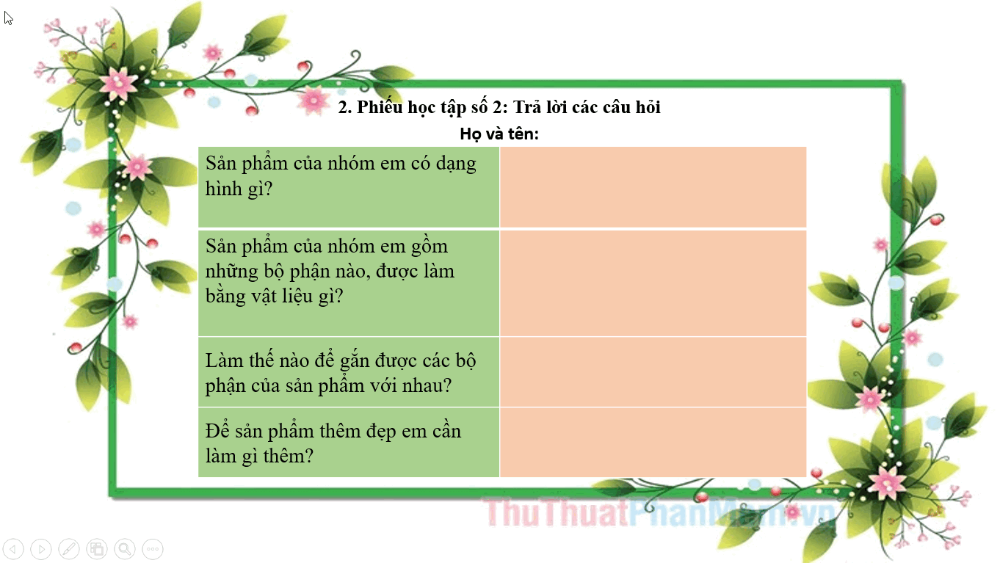 2. Phiếu học tập số 2: Trả lời các câu hỏi
Họ và tên:
Sản phẩm của nhóm em có dạng
hình gì?
Sản phẩm của nhóm em gồm
những bộ phận nào, được làm
bằng vật liệu gì?
Làm thế nào để gắn được các bộ
phận của sản phẩm với nhau?
Để sản phẩm thêm đẹp em cần
làm gì thêm?
ThuThuatPhanMem.vn